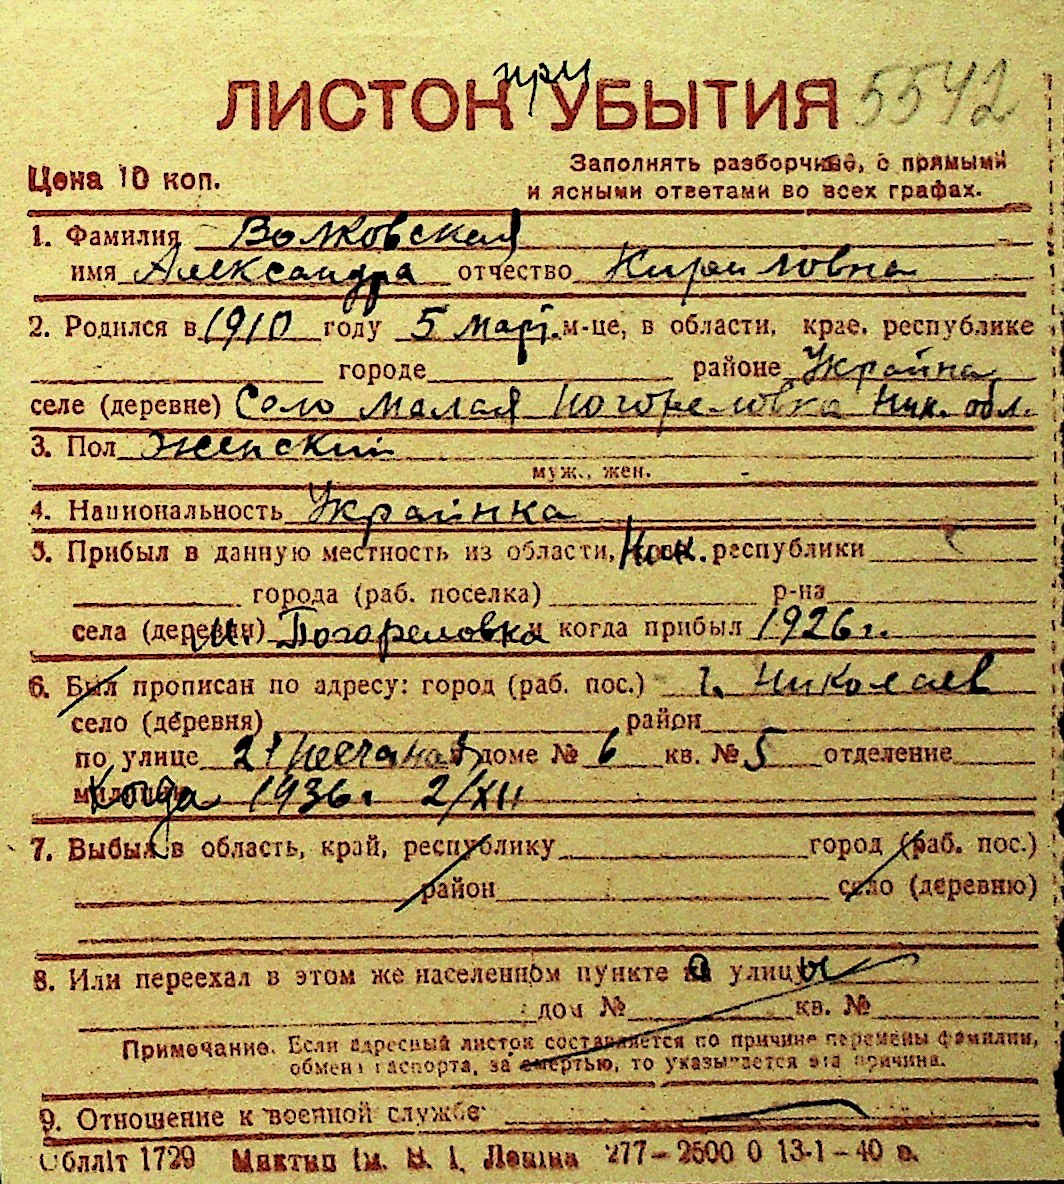 при
ЛИСТОК УБЫТИЯ 5542
Цена 10 коп.
Заполнять разборчиво, с прямыми
и ясными ответами во всех графах.
1. Фамилия Волковская
имя Александра отчество Кириловна
2. Родился в 1910 году 5 март. м-це, в области, крае, республике
городе районе Украина
селе (деревне) Село Малая Погореловка Ник. обл.
3. Пол Женский
муж., жен.
4. Национальность Украинка
5. Прибыл в данную местность из области, Ник. республики
города (раб. поселка) р-на
села (деревни) М. Погореловка и когда прибыл 1926 г.
6. Был прописан по адресу: город (раб. пос.) г. Николаев
село (деревня) район
по улице 2 Песчаная доме № 6 кв. № 5 отделение
Когда 1936 г. 2/XII
7. Выбыл в область, край, республику город (раб. пос.)
район село (деревню)
8. Или переехал в этом же населенном пункте улицы
дом № кв. №
Примечание. Если адресный листок составляется по причине перемены фамилии,
обмена паспорта, за смертью, то указывается эта причина.
9. Отношение к военной службе
Обллiт 1729 Миктип iм. В. I. Ленiна 277-2500 0 13-1-40 в.